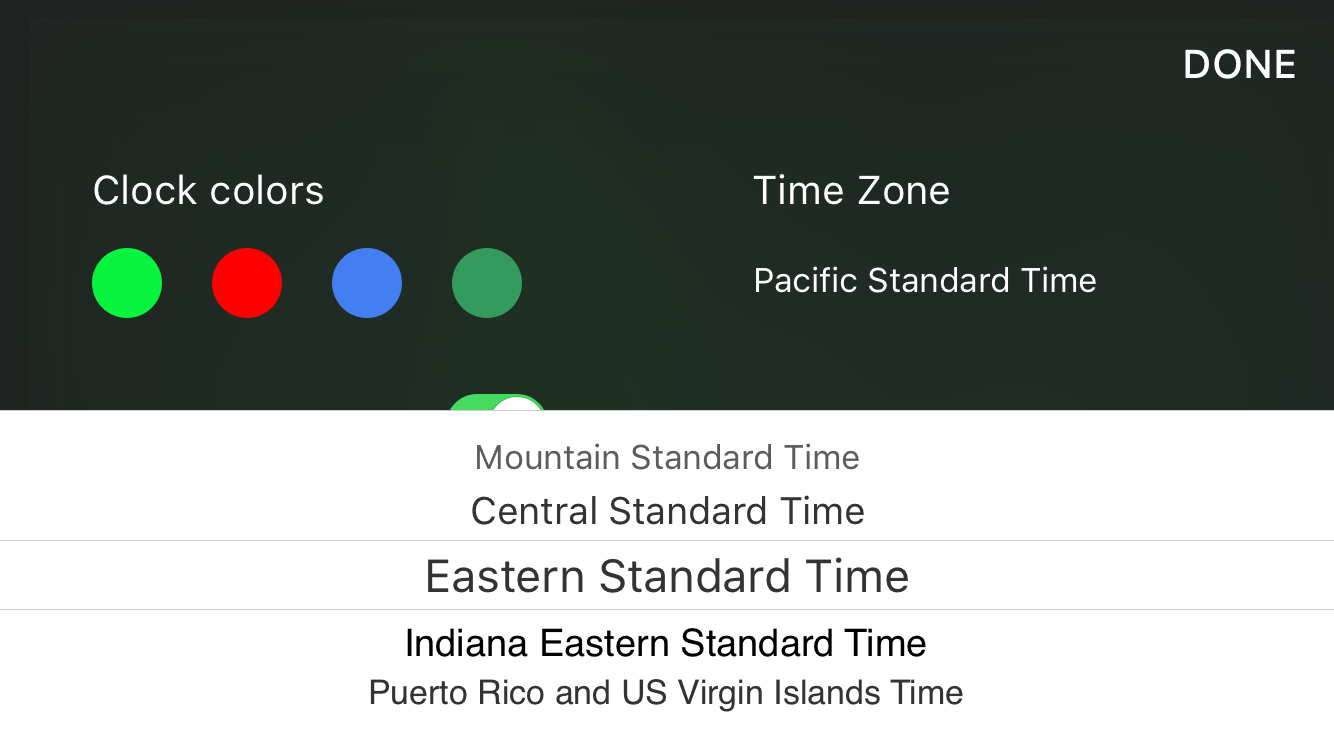 DONE
Clock colors
Time Zone
Pacific Standard Time
Mountain Standard Time
Central Standard Time
Eastern Standard Time
Indiana Eastern Standard Time
Puerto Rico and US Virgin Islands Time